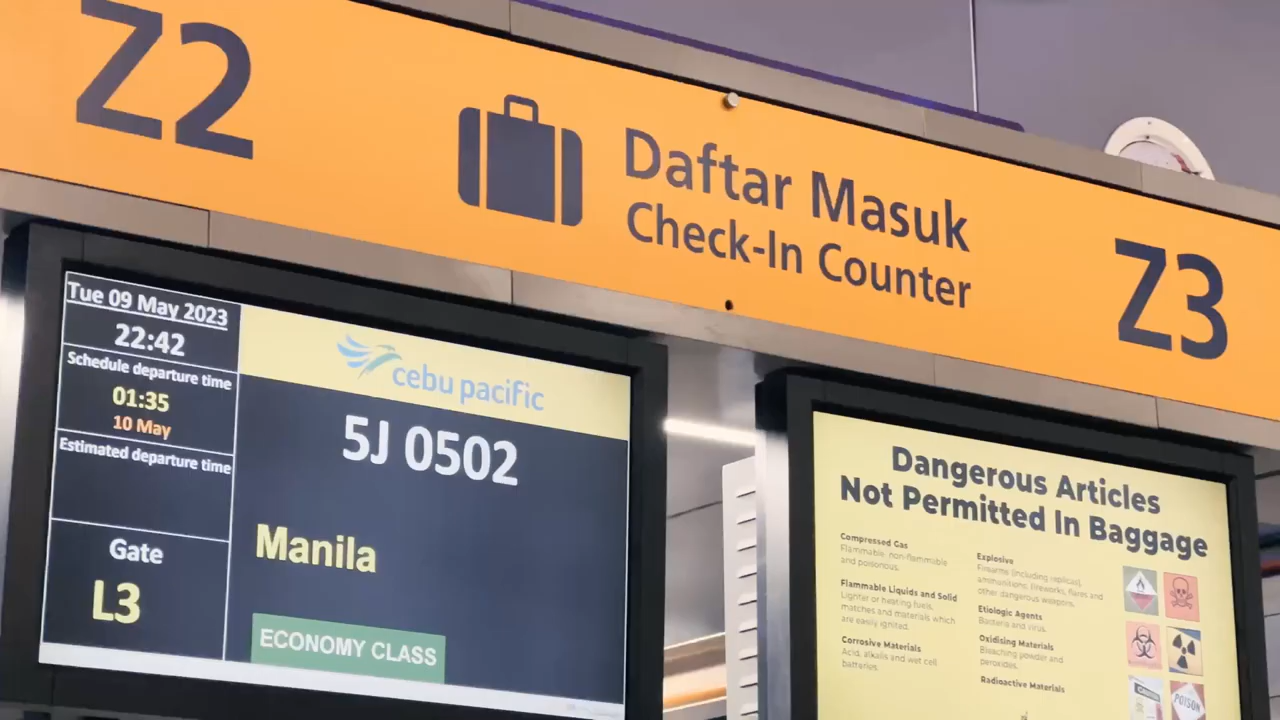 Z2
Daftar Masuk
Check-In Counter
Z3
Tue 09 May 2023
22:42
Schedule departure time
01:35
10 May
Estimated departure time
Gate
L3
cebu pacific
5J 0502
Manila
ECONOMY CLASS
Dangerous Articles
Not Permitted In Baggage
Compressed Gas
Flammable, non-flammable
and poisonous.
Flammable Liquids and Solid
Lighter or heating fuels,
matches and materials which
are easily ignited.
Corrosive Materials
Acid, alkalis and wet cell
batteries.
Explosive
Firearms (including replicas),
ammunitions, fireworks, flares and
other dangerous weapons.
Etiologic Agents
Bacteria and virus.
Oxidising Materials
Bleaching powder and
peroxides.
Radioactive Materials
POISON